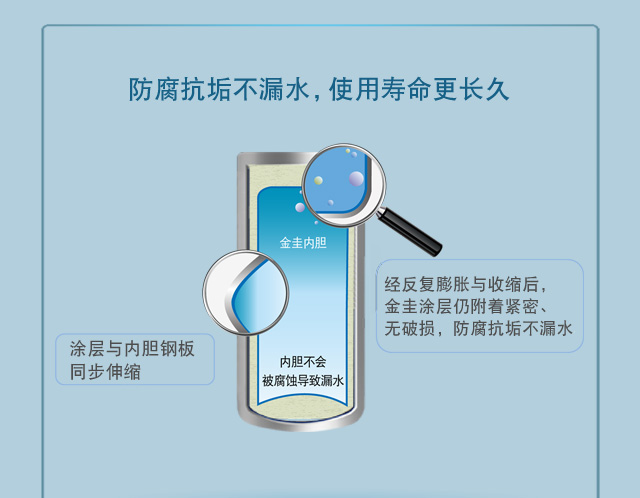 防腐抗垢不漏水，使用寿命更长久
金圭内胆
经反复膨胀与收缩后，
金圭涂层仍附着紧密、
无破损，防腐抗垢不漏水
涂层与内胆钢板
同步伸缩
内胆不会
被腐蚀导致漏水